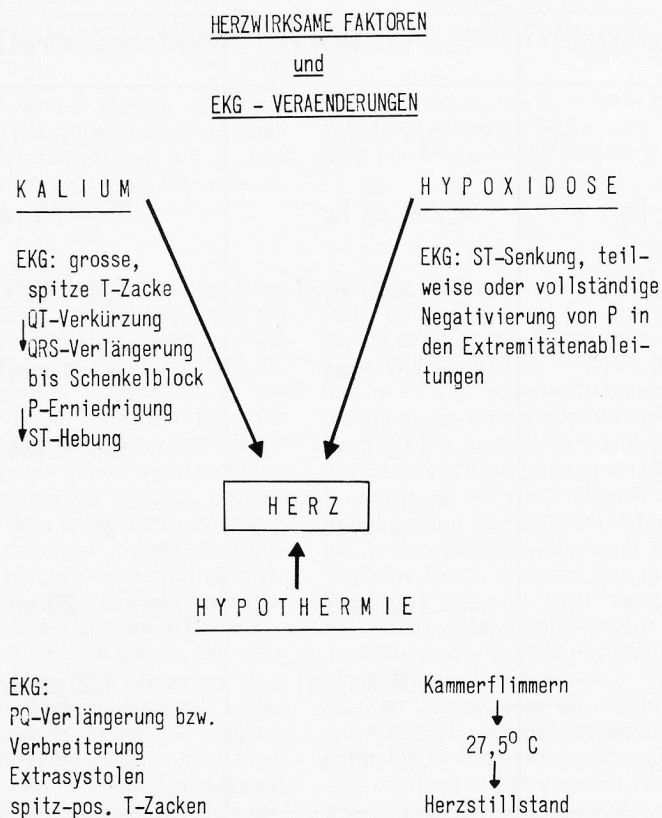 HERZWIRKSAME FAKTOREN
und
EKG - VERAENDERUNGEN
KALIUM
EKG: grosse,
spitze T-Zacke
QT-Verkürzung
QRS-Verlängerung
bis Schenkelblock
P-Erniedrigung
ST-Hebung
HYPOXIDOSE
EKG: ST-Senkung, teil-
weise oder vollständige
Negativierung von P in
den Extremitätenablei-
tungen
HERZ
HYPOTHERMIE
EKG:
PQ-Verlängerung bzw.
Verbreiterung
Extrasystolen
spitz-pos. T-Zacken
Kammerflimmern
27,5⁰ C
Herzstillstand